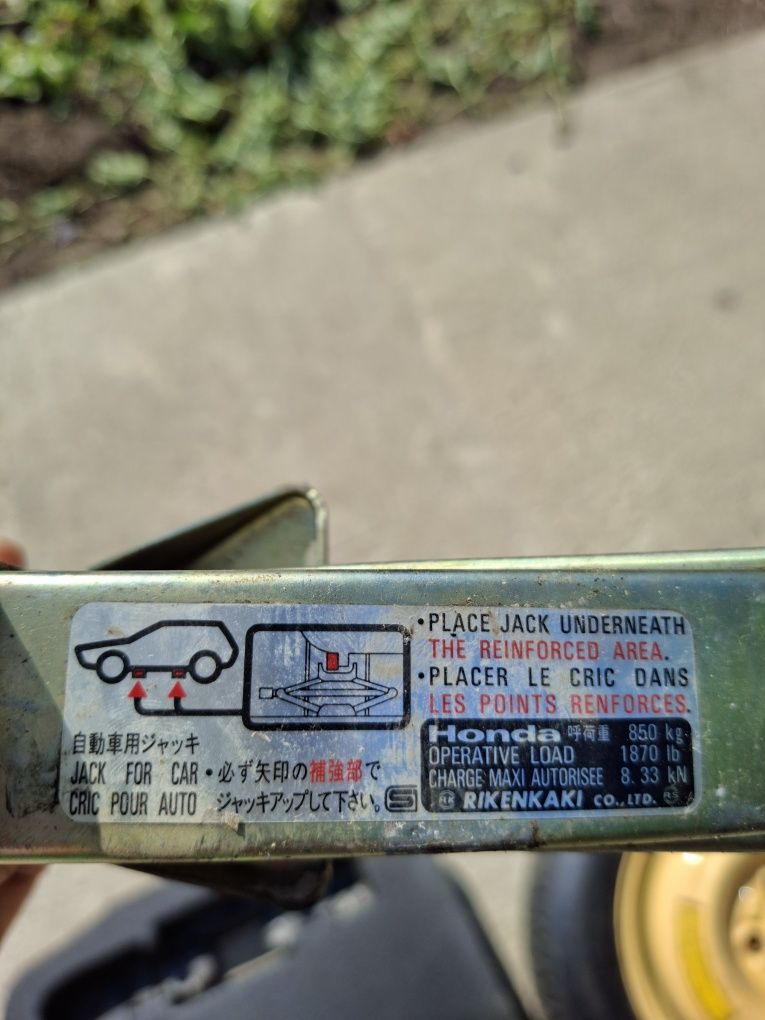 •PLACE JACK UNDERNEATH
THE REINFORCED AREA.
•PLACER LE CRIC DANS
LES POINTS RENFORCES.
自動車用ジャッキ
JACK FOR CAR
CRIC POUR AUTO
•必ず矢印の補強部で
ジャッキアップして下さい。
Honda 呼荷重 850 kg
OPERATIVE LOAD 1870 lb
CHARGE MAXI AUTORISEE 8.33 kN
RIKENKAKI CO.,LTD.